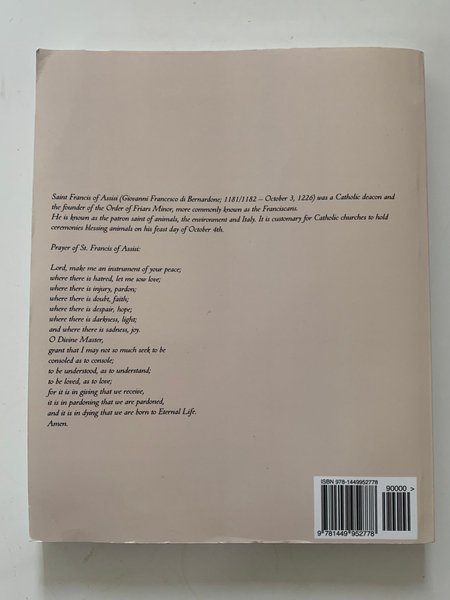 Saint Francis of Assisi (Giovanni Francesco di Bernardone; 1181/1182 – October 3, 1226) was a Catholic deacon and
the founder of the Order of Friars Minor, more commonly known as the Franciscans.
He is known as the patron saint of animals, the environment and Italy. It is customary for Catholic churches to hold
ceremonies blessing animals on his feast day of October 4th.
Prayer of St. Francis of Assisi:
Lord, make me an instrument of your peace;
where there is hatred, let me sow love;
where there is injury, pardon;
where there is doubt, faith;
where there is despair, hope;
where there is darkness, light;
and where there is sadness, joy.
O Divine Master,
grant that I may not so much seek to be
consoled as to console;
to be understood, as to understand;
to be loved, as to love;
for it is in giving that we receive,
it is in pardoning that we are pardoned,
and it is in dying that we are born to Eternal Life.
Amen.
ISBN 978-1449952778
90000 >
9 781449 952778